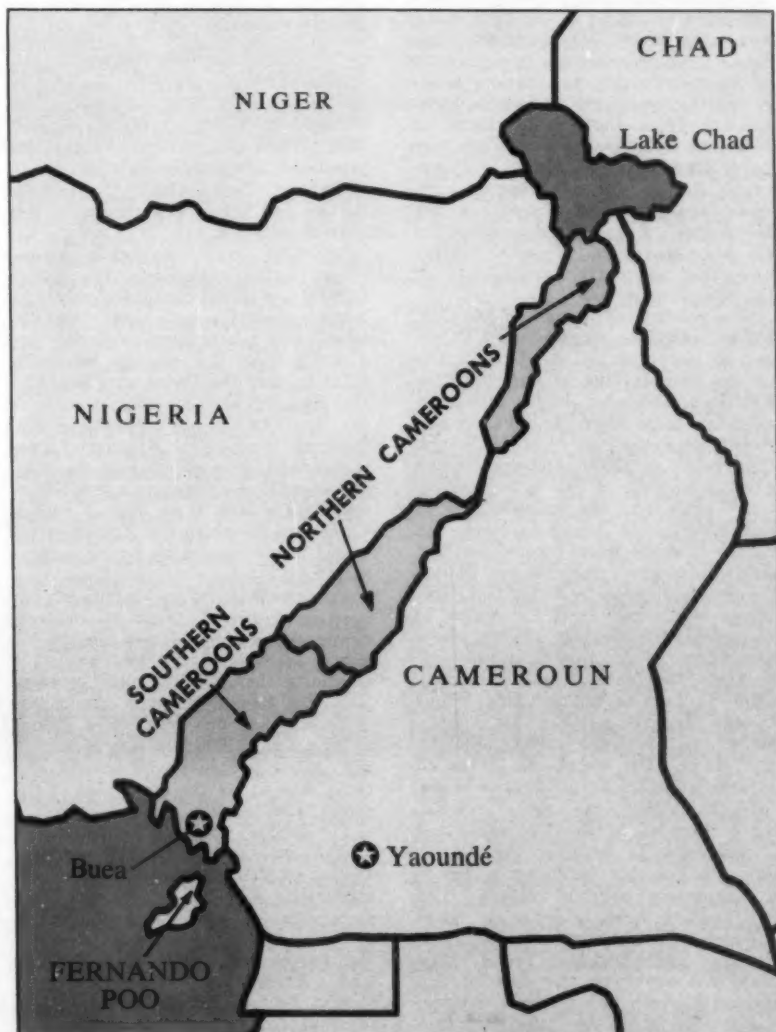 CHAD
NIGER
Lake Chad
NIGERIA
NORTHERN CAMEROONS
SOUTHERN
CAMEROONS
CAMEROUN
Buea
Yaoundé
FERNANDO
POO